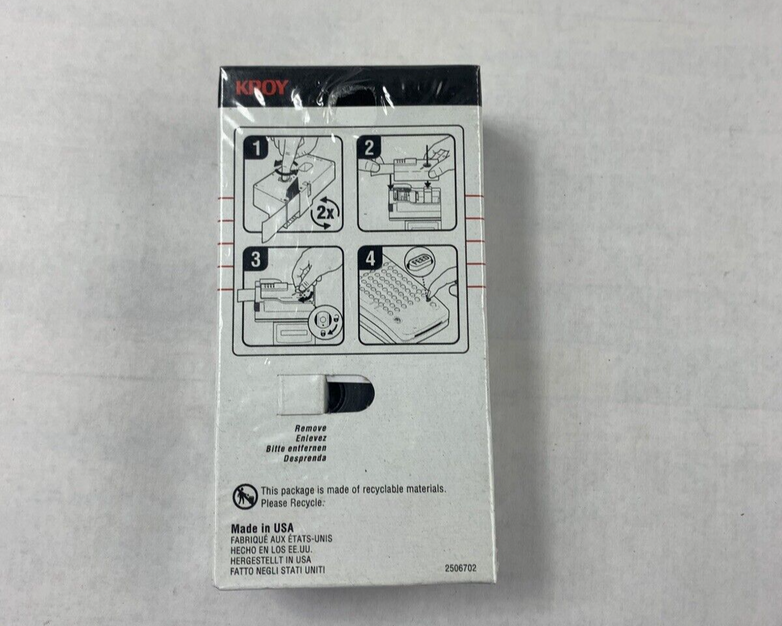 KROY
1
2
2x
3
4
FEED
Remove
Enlevez
Bitte entfernen
Desprenda
This package is made of recyclable materials.
Please Recycle.
Made in USA
FABRIQUÉ AUX ÉTATS-UNIS
HECHO EN LOS EE.UU.
HERGESTELLT IN USA
FATTO NEGLI STATI UNITI
2506702